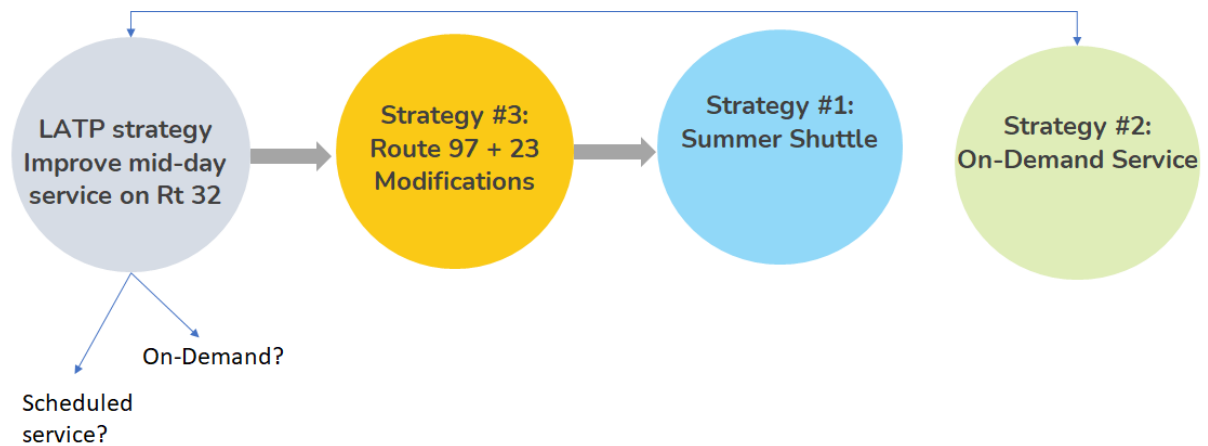 LATP strategy
Improve mid-day
service on Rt 32
Strategy #3:
Route 97 + 23
Modifications
Strategy #1:
Summer Shuttle
Strategy #2:
On-Demand Service
On-Demand?
Scheduled
service?